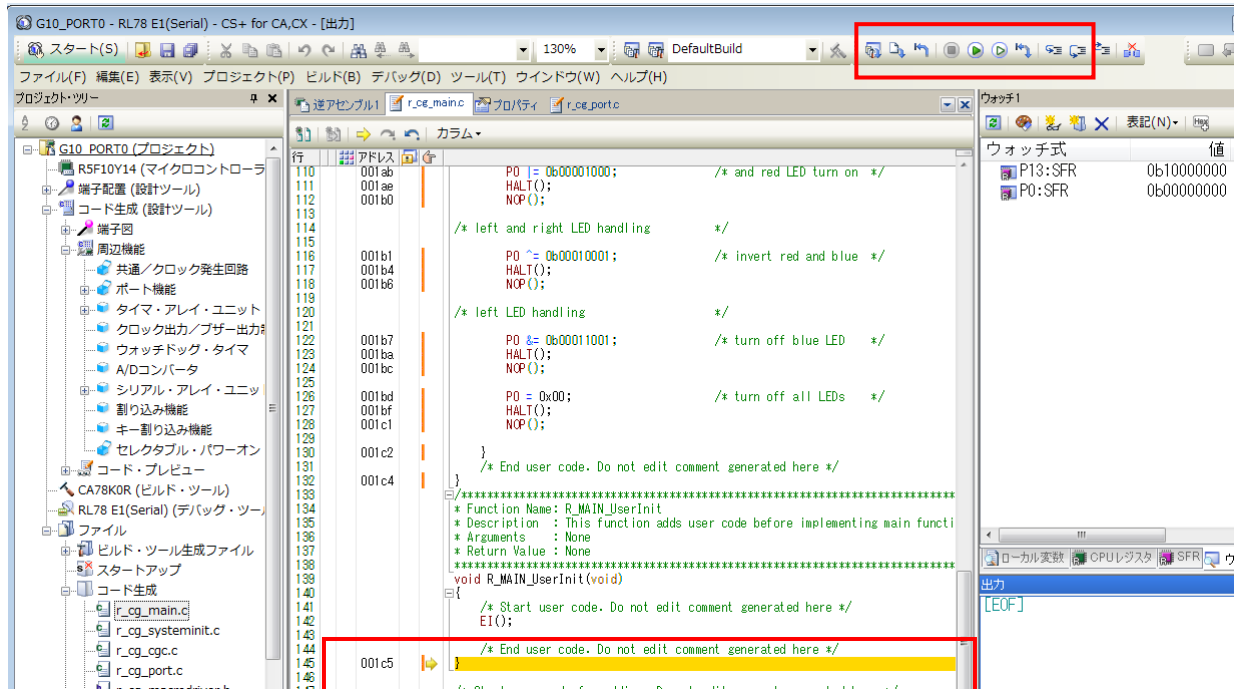 G10_PORT0 - RL78 E1(Serial) - CS+ for CA,CX - [出力]
スタート(S)
130%
DefaultBuild
ファイル(F) 編集(E) 表示(V) プロジェクト(P) ビルド(B) デバッグ(D) ツール(T) ウインドウ(W) ヘルプ(H)
プロジェクト・ツリー
G10_PORT0 (プロジェクト)
R5F10Y14 (マイクロコントローラ
端子配置 (設計ツール)
コード生成 (設計ツール)
端子図
周辺機能
共通/クロック発生回路
ポート機能
タイマ・アレイ・ユニット
クロック出力/ブザー出力
ウォッチドッグ・タイマ
A/Dコンバータ
シリアル・アレイ・ユニッ
割り込み機能
キー割り込み機能
セレクタブル・パワーオン
コード・プレビュー
CA78K0R (ビルド・ツール)
RL78 E1(Serial) (デバッグ・ツー
ファイル
ビルド・ツール生成ファイル
スタートアップ
コード生成
r_cg_main.c
r_cg_systeminit.c
r_cg_cgc.c
r_cg_port.c
逆アセンブル1 r_cg_main.c プロパティ r_cg_port.c
カラム
行 アドレス
110 001ab P0 |= 0b00001000; /* and red LED turn on */
111 001ae HALT();
112 001b0 NOP();
113
114 /* left and right LED handling */
115
116 001b1 P0 ^= 0b00010001; /* invert red and blue */
117 001b4 HALT();
118 001b6 NOP();
119
120 /* left LED handling */
121
122 001b7 P0 &= 0b00011001; /* turn off blue LED */
123 001ba HALT();
124 001bc NOP();
125
126 001bd P0 = 0x00; /* turn off all LEDs */
127 001bf HALT();
128 001c1 NOP();
129
130 001c2 }
131 /* End user code. Do not edit comment generated here */
132 001c4 }
133 /******************************************************************************
134 * Function Name: R_MAIN_UserInit
135 * Description : This function adds user code before implementing main functi
136 * Arguments : None
137 * Return Value : None
138 ******************************************************************************
139 void R_MAIN_UserInit(void)
140 {
141 /* Start user code. Do not edit comment generated here */
142 EI();
143
144 /* End user code. Do not edit comment generated here */
145 001c5 }
146
ウォッチ1
表記(N)
ウォッチ式 値
P13:SFR 0b10000000
P0:SFR 0b00000000
ローカル変数 CPUレジスタ SFR ウ
出力
[EOF]